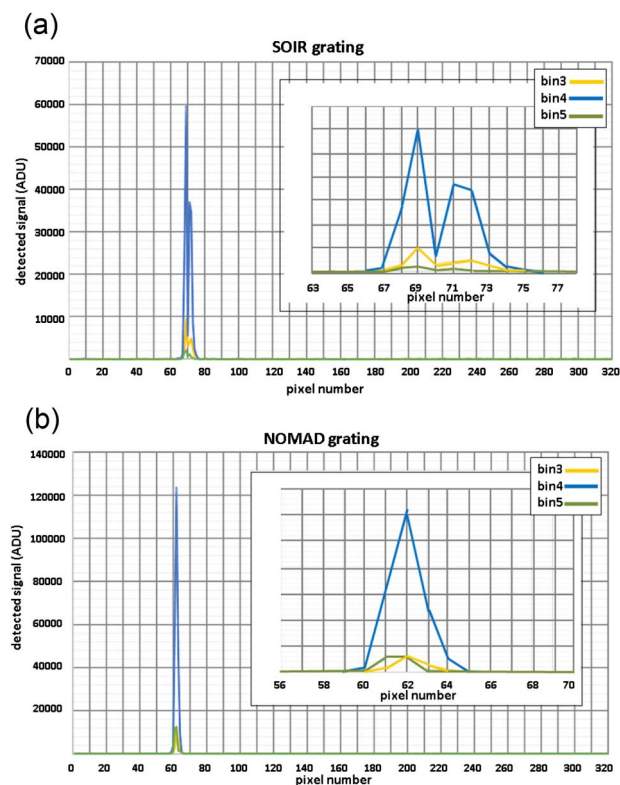 (a)
SOIR grating
bin3
bin4
bin5
70000
60000
50000
40000
30000
20000
10000
0
detected signal (ADU)
63 65 67 69 71 73 75 77
pixel number
0 20 40 60 80 100 120 140 160 180 200 220 240 260 280 300 320
pixel number
(b)
NOMAD grating
bin3
bin4
bin5
140000
120000
100000
80000
60000
40000
20000
0
detected signal (ADU)
56 58 60 62 64 66 68 70
pixel number
0 20 40 60 80 100 120 140 160 180 200 220 240 260 280 300 320
pixel number